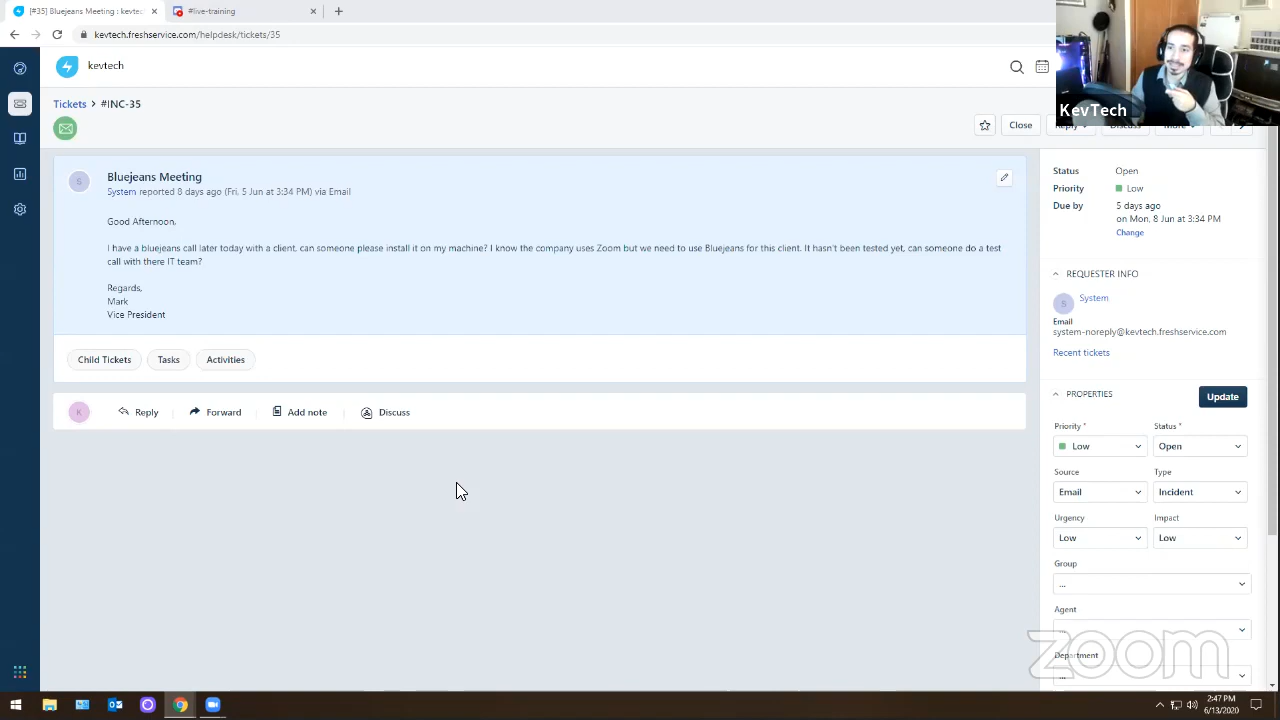 [#35] Bluejeans Meeting : kevtec
#live-training
kevtech.freshservice.com/helpdesk/tickets/35
kevtech
KevTech
Tickets > #INC-35
Close
Reply
Discuss
More
Bluejeans Meeting
System reported 8 days ago (Fri, 5 Jun at 3:34 PM) via Email
Good Afternoon,
I have a bluejeans call later today with a client, can someone please install it on my machine? I know the company uses Zoom but we need to use Bluejeans for this client. It hasn't been tested yet, can someone do a test
call with there IT team?
Regards,
Mark
Vice President
Child Tickets
Tasks
Activities
K
Reply
Forward
Add note
Discuss
Status
Open
Priority
Low
Due by
5 days ago
on Mon, 8 Jun at 3:34 PM
Change
REQUESTER INFO
S
System
Email
system-noreply@kevtech.freshservice.com
Recent tickets
PROPERTIES
Update
Priority *
Status *
Low
Open
Source
Type
Email
Incident
Urgency
Impact
Low
Low
Group
...
Agent
...
Department
...
zoom
2:47 PM
6/13/2020